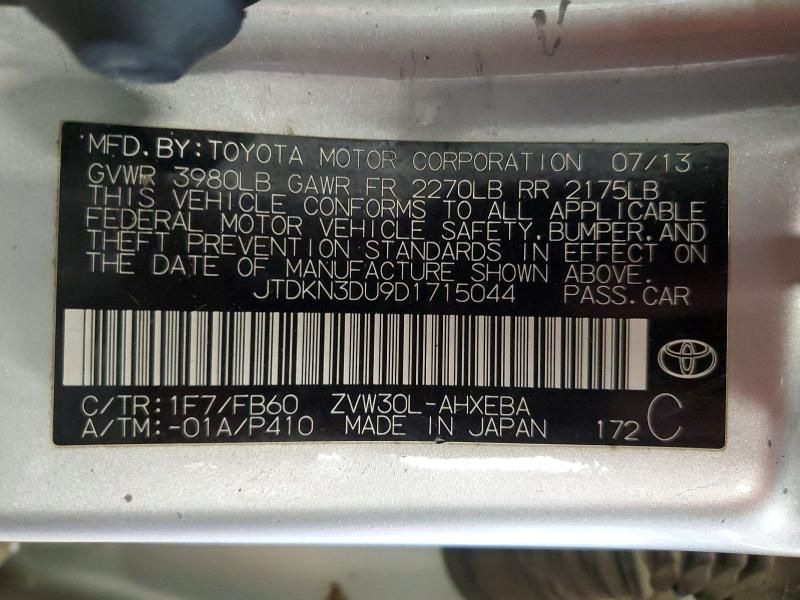 MFD.BY:TOYOTA MOTOR CORPORATION 07/13
GVWR 3980LB GAWR FR 2270LB RR 2175LB
THIS VEHICLE CONFORMS TO ALL APPLICABLE
FEDERAL MOTOR VEHICLE SAFETY,BUMPER,AND
THEFT PREVENTION STANDARDS IN EFFECT ON
THE DATE OF MANUFACTURE SHOWN ABOVE.
JTDKN3DU9D1715044 PASS.CAR
C/TR:1F7/FB60 ZVW30L-AHXEBA
A/TM:-01A/P410 MADE IN JAPAN 172 C